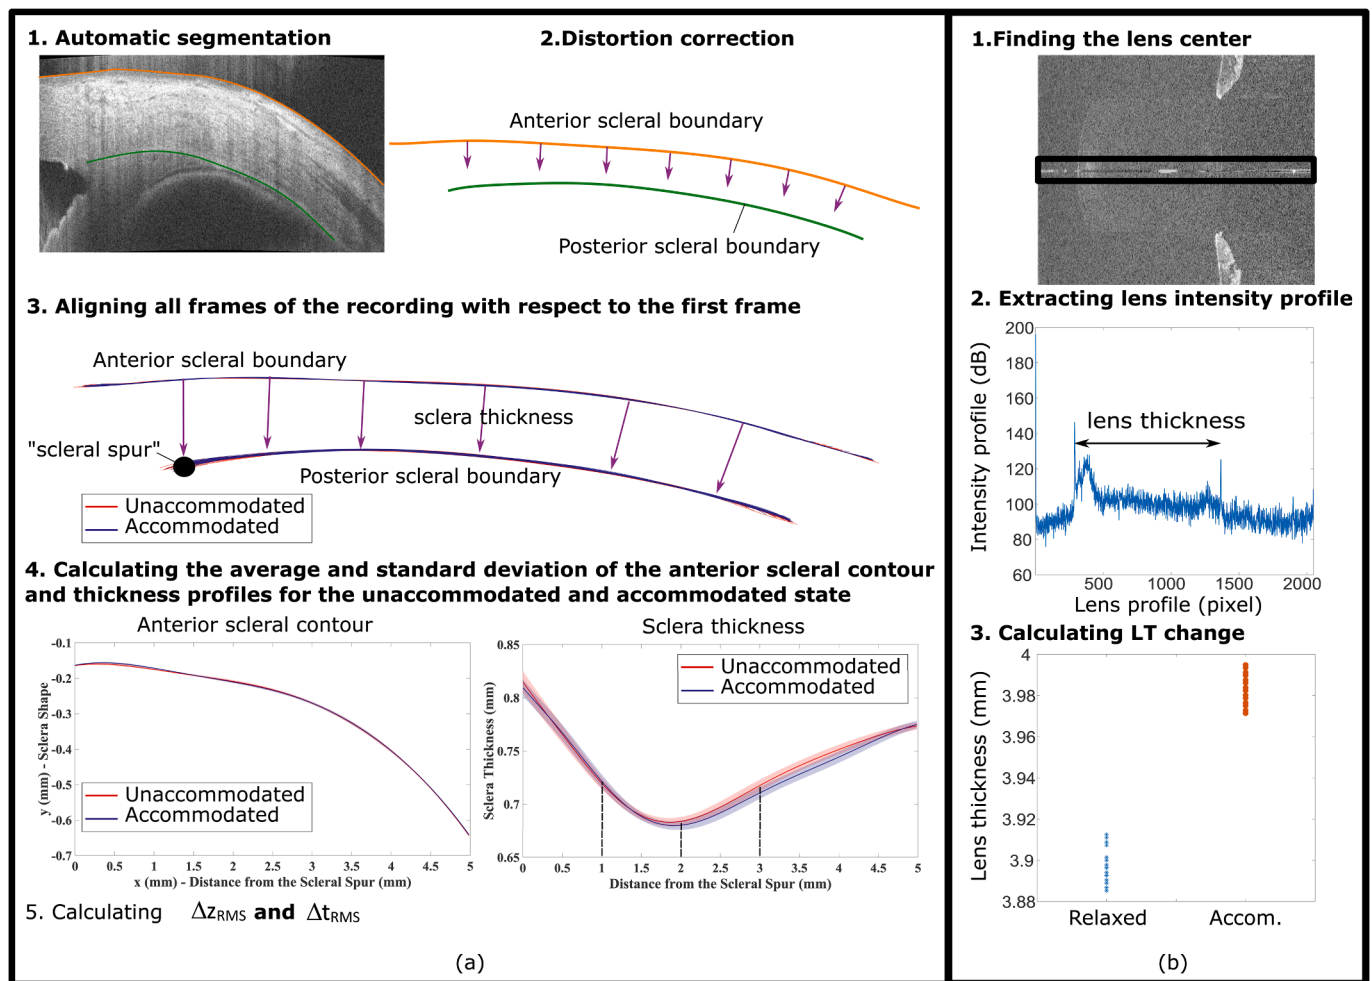 1. Automatic segmentation
2.Distortion correction
Anterior scleral boundary
Posterior scleral boundary
3. Aligning all frames of the recording with respect to the first frame
Anterior scleral boundary
sclera thickness
"scleral spur"
Posterior scleral boundary
Unaccommodated
Accommodated
4. Calculating the average and standard deviation of the anterior scleral contour
and thickness profiles for the unaccommodated and accommodated state
Anterior scleral contour
-0.1
-0.2
-0.3
-0.4
-0.5
-0.6
-0.7
y (mm) - Sclera Shape
Unaccommodated
Accommodated
0 0.5 1 1.5 2 2.5 3 3.5 4 4.5 5
x (mm) - Distance from the Scleral Spur (mm)
Sclera thickness
0.85
0.8
0.75
0.7
0.65
Sclera Thickness (mm)
Unaccommodated
Accommodated
0 0.5 1 1.5 2 2.5 3 3.5 4 4.5 5
Distance from the Scleral Spur (mm)
5. Calculating ΔzRMS and ΔtRMS
(a)
1.Finding the lens center
2. Extracting lens intensity profile
200
180
160
140
120
100
80
60
Intensity profile (dB)
lens thickness
500 1000 1500 2000
Lens profile (pixel)
3. Calculating LT change
4
3.98
3.96
3.94
3.92
3.9
3.88
Lens thickness (mm)
Relaxed Accom.
(b)